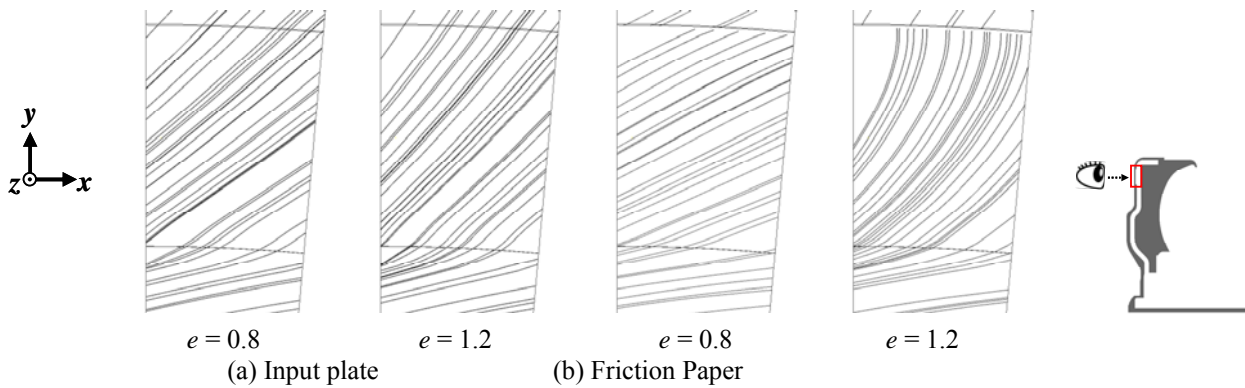 y
z x
e = 0.8 e = 1.2 e = 0.8 e = 1.2
(a) Input plate (b) Friction Paper